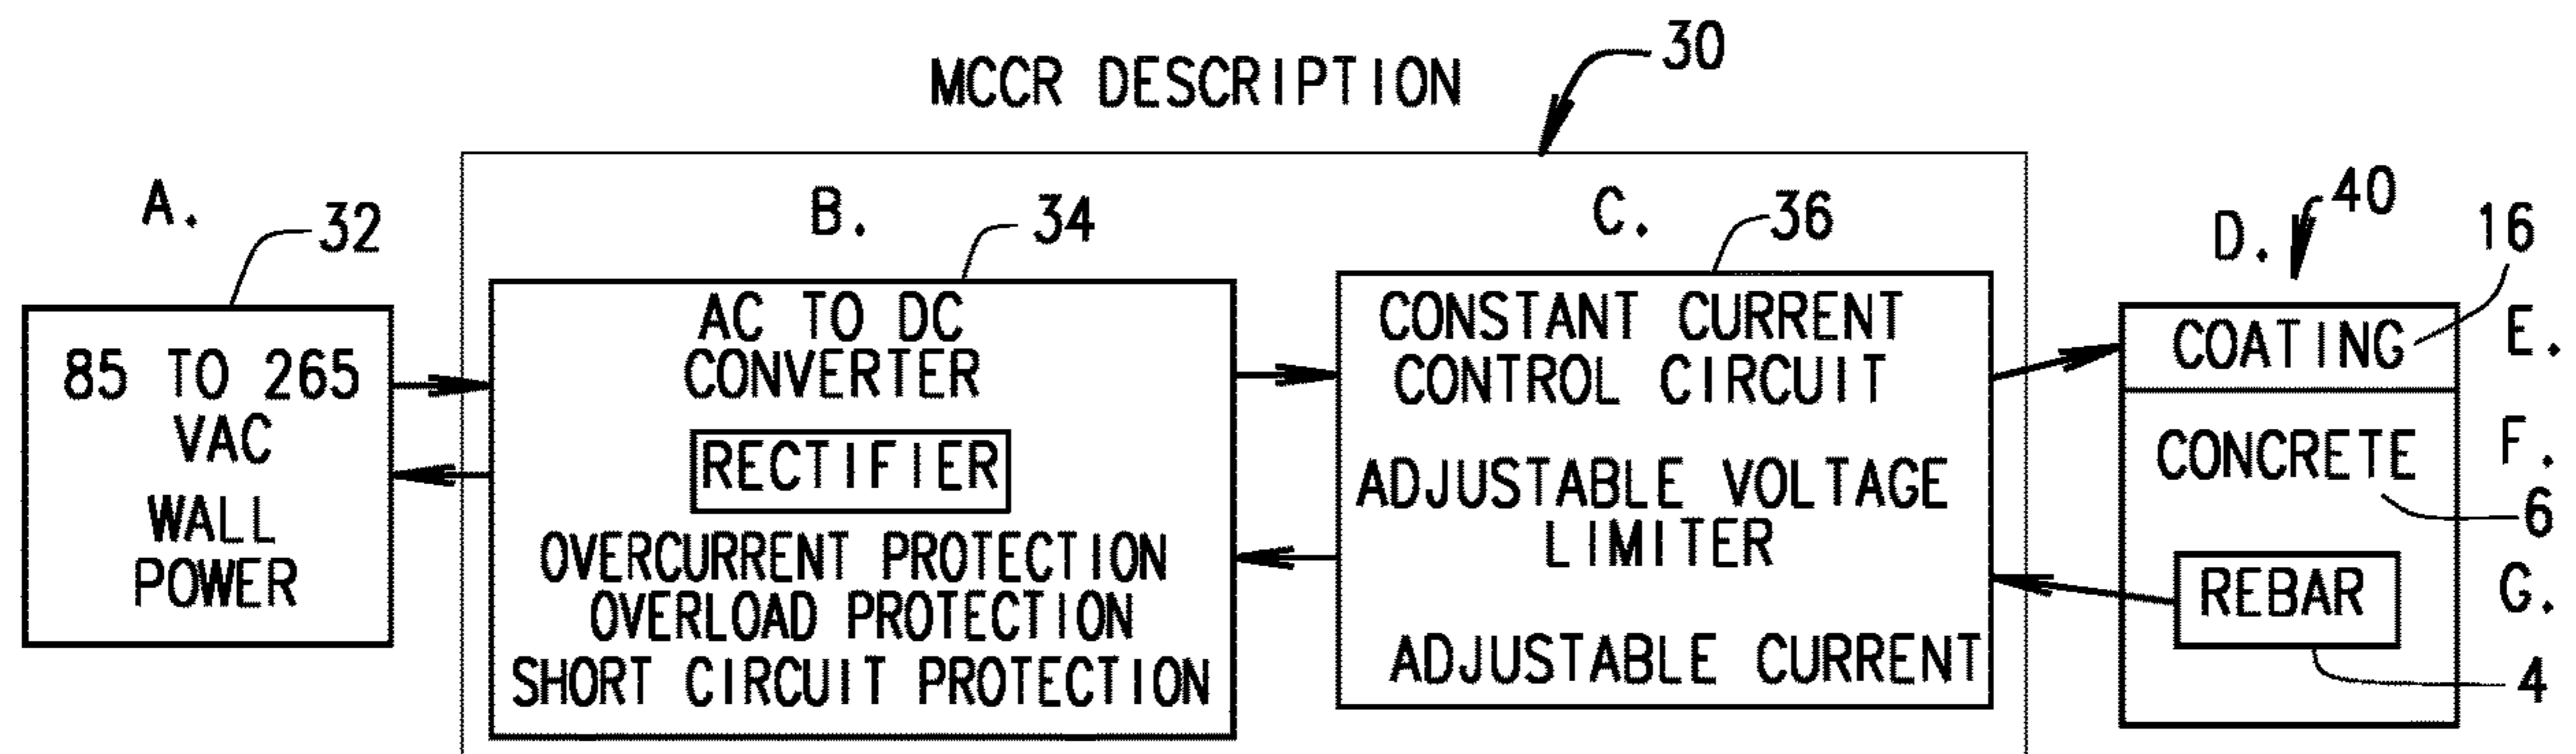 MCCR DESCRIPTION
30
A.
32
85 TO 265
VAC
WALL
POWER
B.
34
AC TO DC
CONVERTER
RECTIFIER
OVERCURRENT PROTECTION
OVERLOAD PROTECTION
SHORT CIRCUIT PROTECTION
C.
36
CONSTANT CURRENT
CONTROL CIRCUIT
ADJUSTABLE VOLTAGE
LIMITER
ADJUSTABLE CURRENT
D.
40
16
COATING
E.
CONCRETE
F.
6
REBAR
G.
4